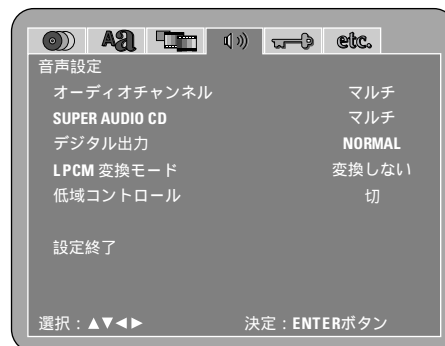 Aあ etc.
音声設定
オーディオチャンネル マルチ
SUPER AUDIO CD マルチ
デジタル出力 NORMAL
LPCM 変換モード 変換しない
低域コントロール 切
設定終了
選択：▲▼◀▶ 決定：ENTERボタン